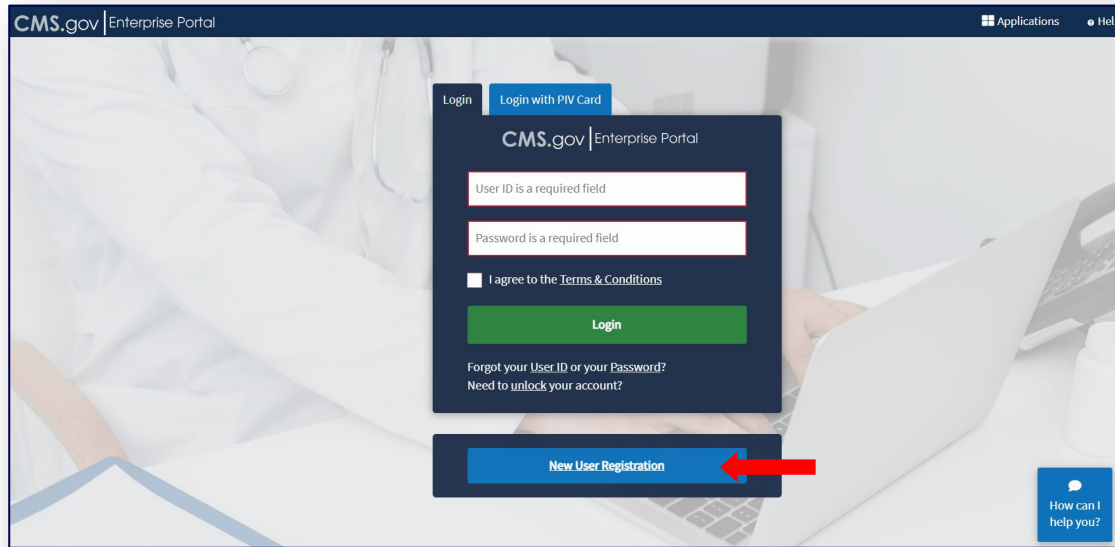 CMS.gov Enterprise Portal
Applications
Hel
Login
Login with PIV Card
CMS.gov Enterprise Portal
User ID is a required field
Password is a required field
I agree to the Terms & Conditions
Login
Forgot your User ID or your Password?
Need to unlock your account?
New User Registration
How can I
help you?